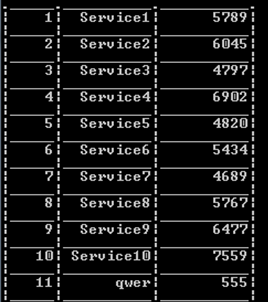 1 Service1 5789
2 Service2 6045
3 Service3 4797
4 Service4 6902
5 Service5 4820
6 Service6 5434
7 Service7 4689
8 Service8 5767
9 Service9 6477
10 Service10 7559
11 qwer 555